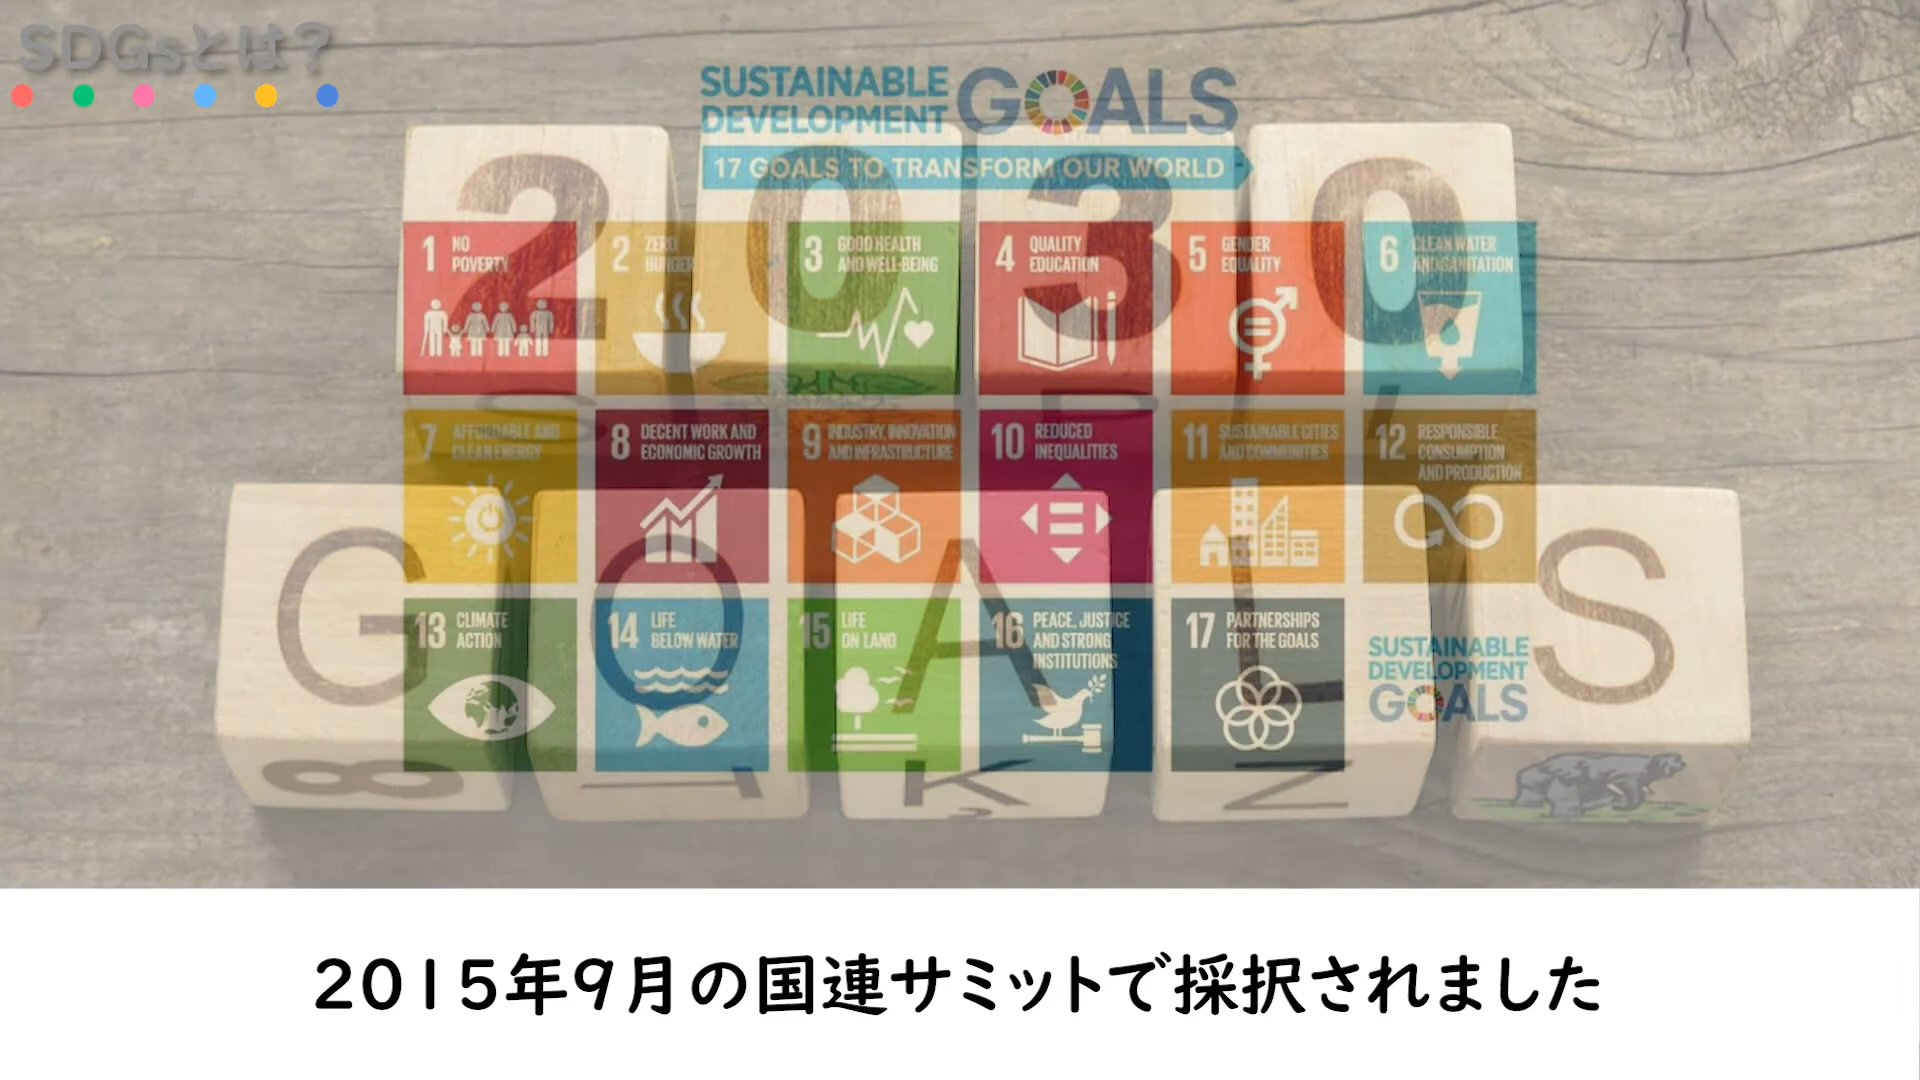 SDGsとは?
SUSTAINABLE
DEVELOPMENT GOALS
17 GOALS TO TRANSFORM OUR WORLD
2030
1 NO
POVERTY
2 ZERO
HUNGER
3 GOOD HEALTH
AND WELL-BEING
4 QUALITY
EDUCATION
5 GENDER
EQUALITY
6 CLEAN WATER
AND SANITATION
7 AFFORDABLE AND
CLEAN ENERGY
8 DECENT WORK AND
ECONOMIC GROWTH
9 INDUSTRY, INNOVATION
AND INFRASTRUCTURE
10 REDUCED
INEQUALITIES
11 SUSTAINABLE CITIES
AND COMMUNITIES
12 RESPONSIBLE
CONSUMPTION
AND PRODUCTION
GOALS
13 CLIMATE
ACTION
14 LIFE
BELOW WATER
15 LIFE
ON LAND
16 PEACE, JUSTICE
AND STRONG
INSTITUTIONS
17 PARTNERSHIPS
FOR THE GOALS
SUSTAINABLE
DEVELOPMENT
GOALS
8
K
2015年9月の国連サミットで採択されました